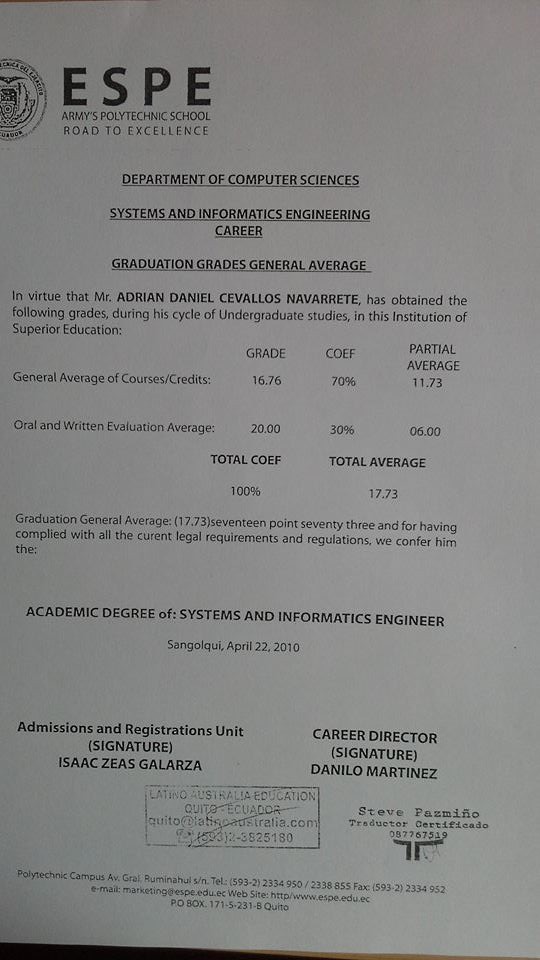 TECNICA DEL EJERCITO
ECUADOR
ESPE
ARMY'S POLYTECHNIC SCHOOL
ROAD TO EXCELLENCE
DEPARTMENT OF COMPUTER SCIENCES
SYSTEMS AND INFORMATICS ENGINEERING
CAREER
GRADUATION GRADES GENERAL AVERAGE
In virtue that Mr. ADRIAN DANIEL CEVALLOS NAVARRETE, has obtained the
following grades, during his cycle of Undergraduate studies, in this Institution of
Superior Education:
GRADE COEF PARTIAL AVERAGE
General Average of Courses/Credits: 16.76 70% 11.73
Oral and Written Evaluation Average: 20.00 30% 06.00
TOTAL COEF TOTAL AVERAGE
100% 17.73
Graduation General Average: (17.73)seventeen point seventy three and for having
complied with all the curent legal requirements and regulations, we confer him
the:
ACADEMIC DEGREE of: SYSTEMS AND INFORMATICS ENGINEER
Sangolqui, April 22, 2010
Admissions and Registrations Unit
(SIGNATURE)
ISAAC ZEAS GALARZA
CAREER DIRECTOR
(SIGNATURE)
DANILO MARTINEZ
LATINO AUSTRALIA EDUCATION
QUITO - ECUADOR
quito@latinoaustralia.com
(593)2-3825180
Steve Pazmiño
Traductor Certificado
087767519
Polytechnic Campus Av. Gral. Ruminahui s/n. Tel.: (593-2) 2334 950 / 2338 855 Fax: (593-2) 2334 952
e-mail: marketing@espe.edu.ec Web Site: http/www.espe.edu.ec
PO BOX. 171-5-231-B Quito